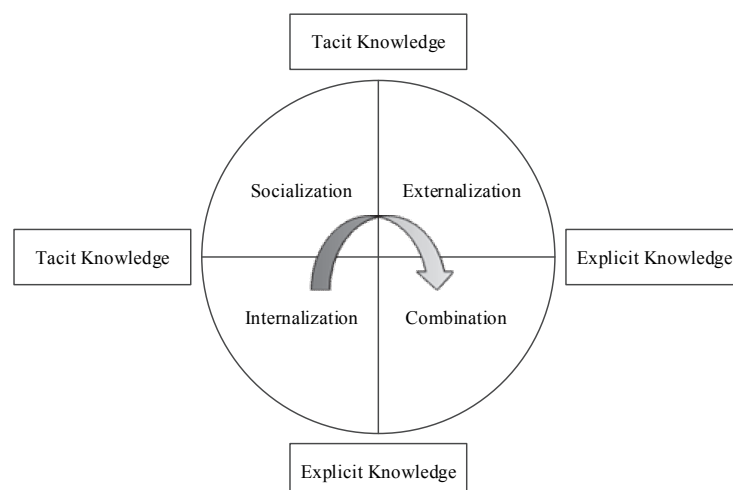 Tacit Knowledge
Socialization
Externalization
Tacit Knowledge
Explicit Knowledge
Internalization
Combination
Explicit Knowledge